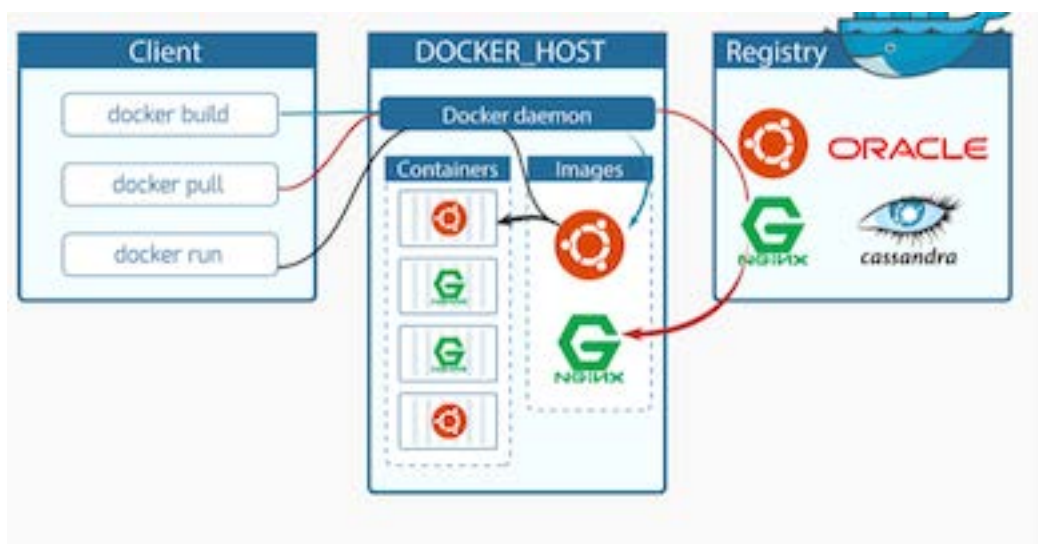 Client
docker build
docker pull
docker run
DOCKER_HOST
Docker daemon
Containers
Images
NGINX
Registry
ORACLE
NGINX
cassandra